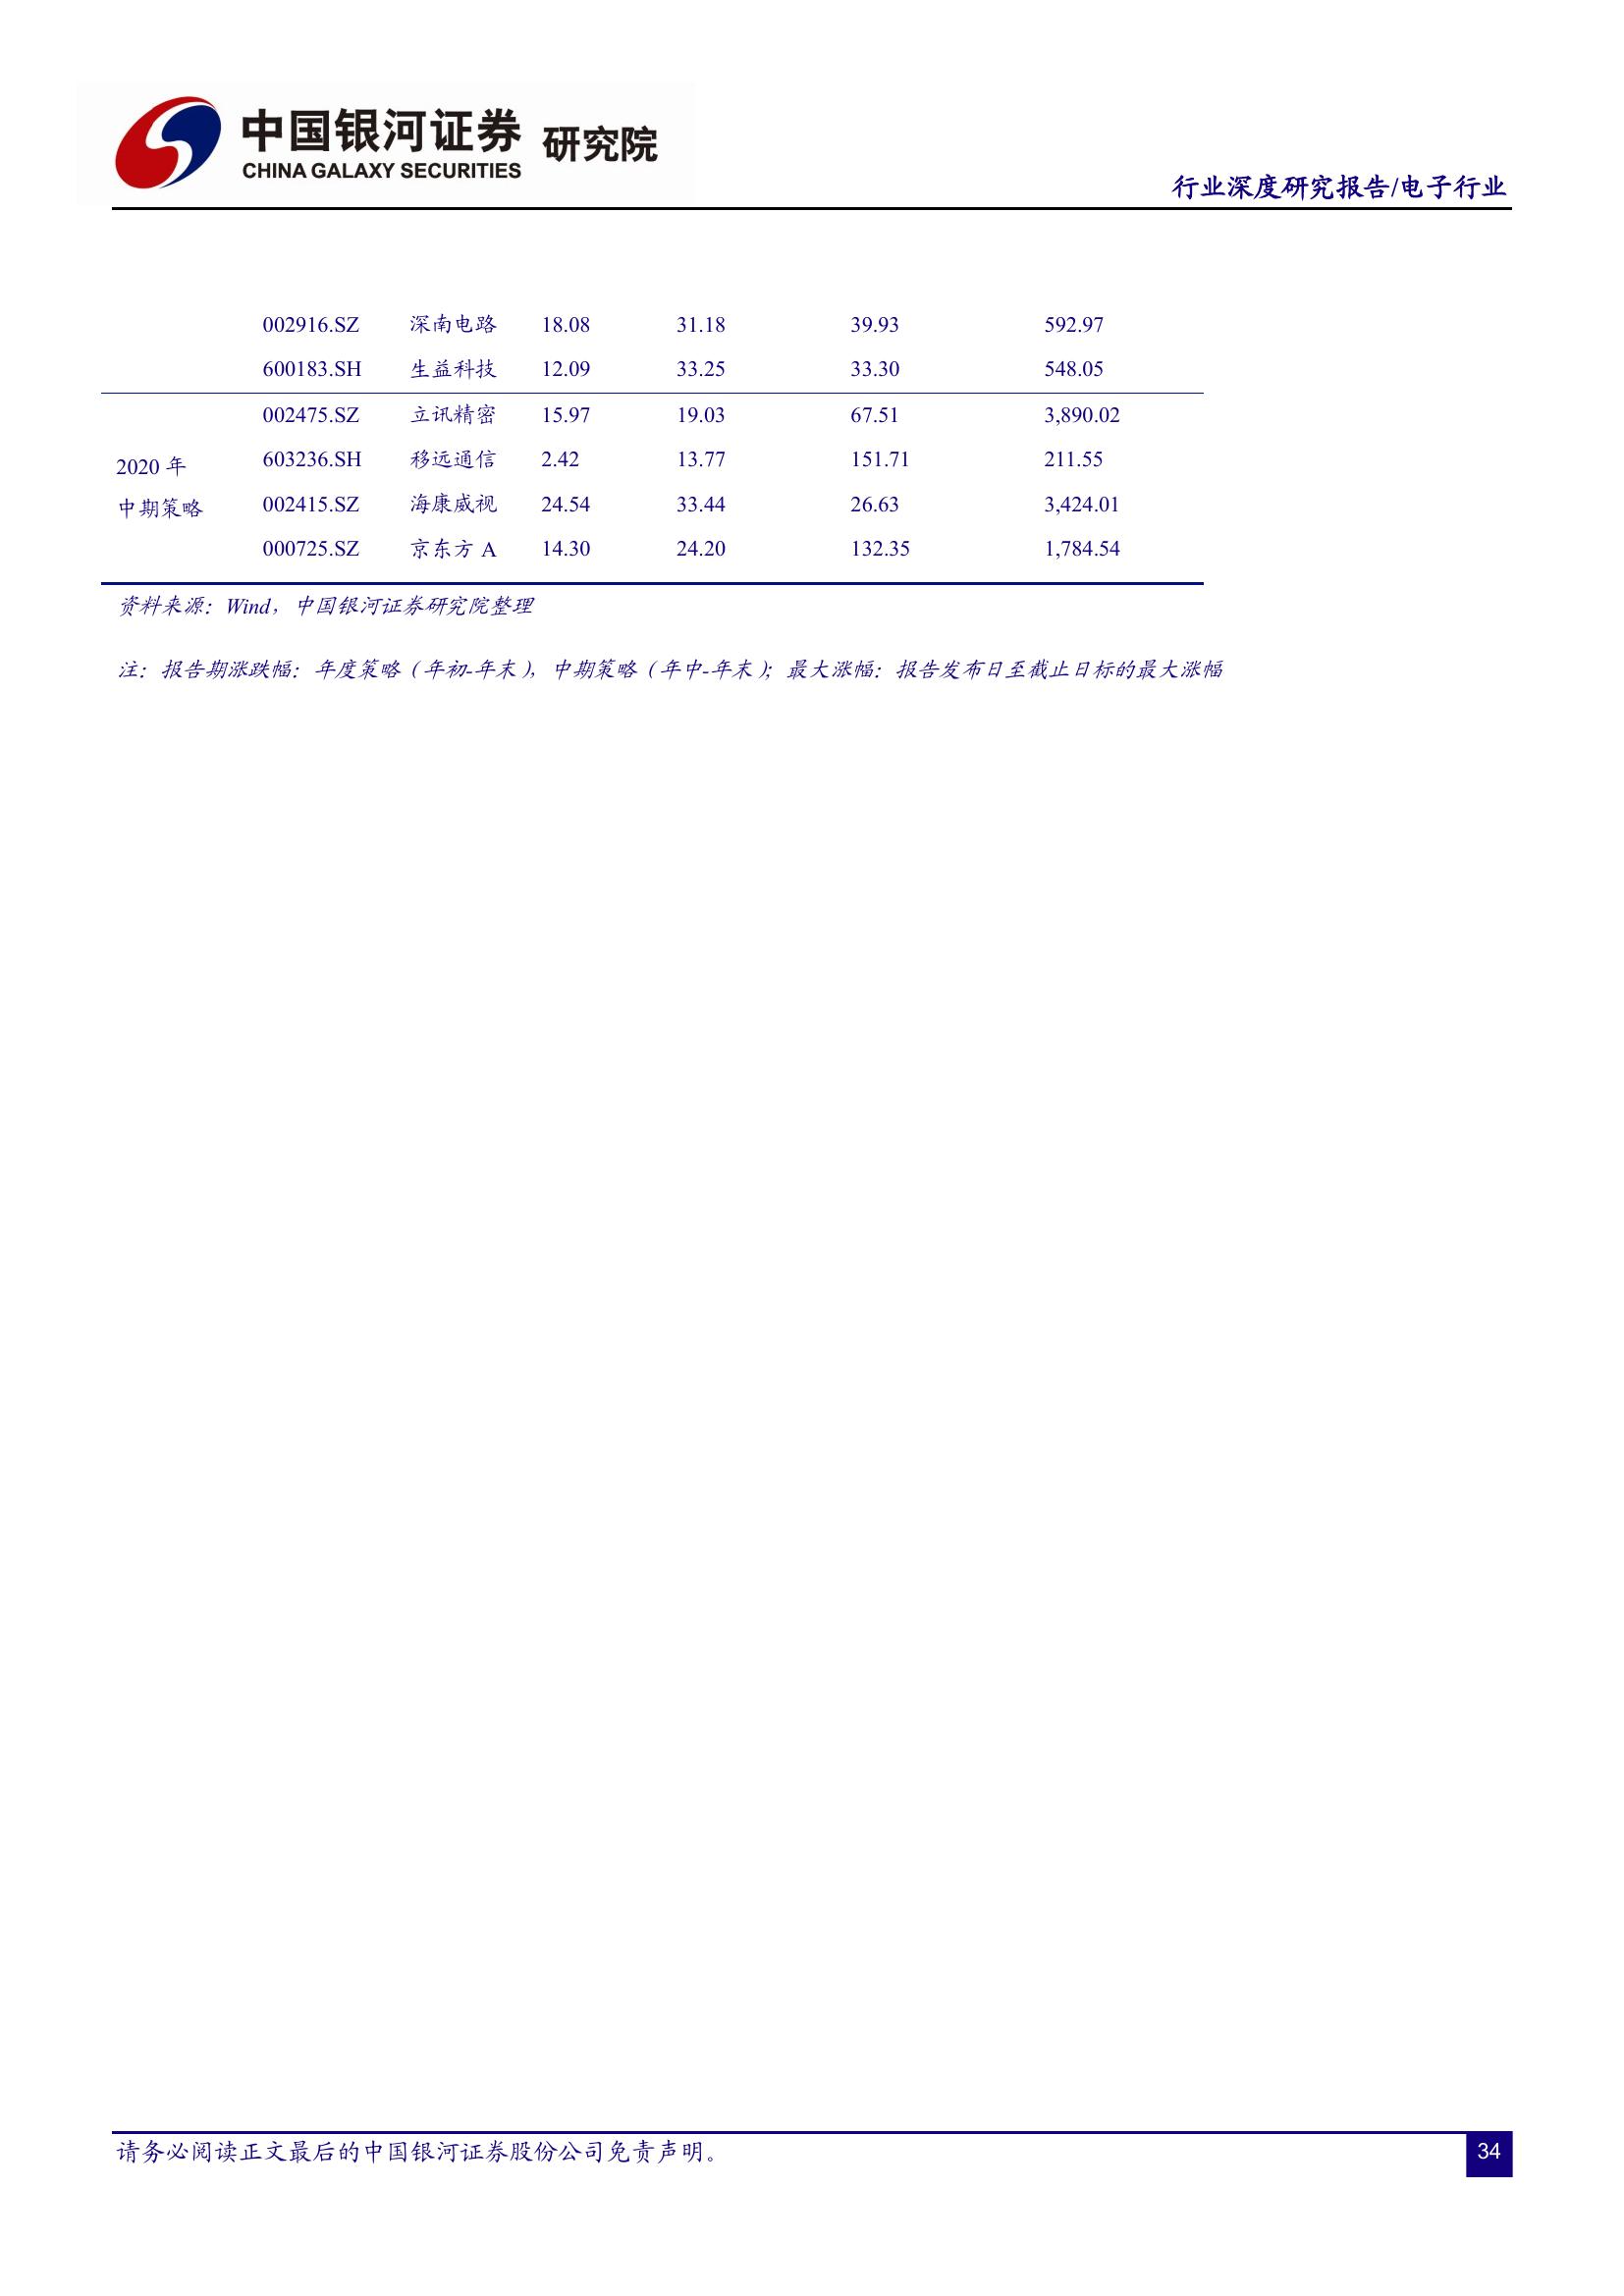 中国银河证券 研究院
CHINA GALAXY SECURITIES
行业深度研究报告/电子行业
002916.SZ 深南电路 18.08 31.18 39.93 592.97
600183.SH 生益科技 12.09 33.25 33.30 548.05
2020 年
中期策略
002475.SZ 立讯精密 15.97 19.03 67.51 3,890.02
603236.SH 移远通信 2.42 13.77 151.71 211.55
002415.SZ 海康威视 24.54 33.44 26.63 3,424.01
000725.SZ 京东方 A 14.30 24.20 132.35 1,784.54
资料来源：Wind，中国银河证券研究院整理
注：报告期涨跌幅：年度策略（年初-年末），中期策略（年中-年末）；最大涨幅：报告发布日至截止日标的最大涨幅
请务必阅读正文最后的中国银河证券股份公司免责声明。
34